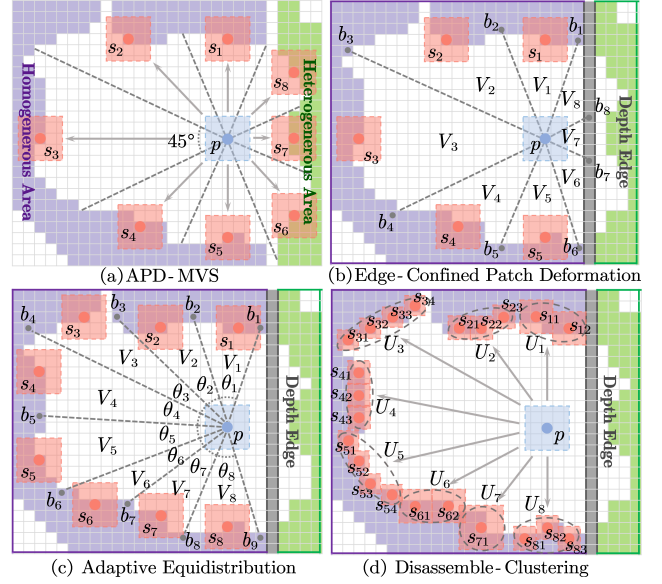 s₂
s₁
s₈
Homogenerous Area
Heterogenerous Area
45°
p
s₇
s₃
s₆
s₄
s₅
(a) APD-MVS
b₃
b₂
b₁
s₂
s₁
V₂
V₁
V₈
b₈
Depth Edge
p
V₇
s₃
V₃
b₇
V₆
V₄
V₅
b₄
s₄
b₅
s₅
b₆
(b) Edge-Confined Patch Deformation
b₄
b₃
b₂
b₁
s₃
s₂
s₁
V₃
V₂
V₁
s₄
θ₃
θ₂
θ₁
V₄
θ₄
b₅
p
Depth Edge
θ₅
V₅
θ₆
θ₇
θ₈
s₅
V₆
V₇
V₈
b₆
s₆
b₇
s₇
b₈
s₈
b₉
(c) Adaptive Equidistribution
s₃₄
s₃₃
s₃₂
s₃₁
s₂₃
s₂₁
s₂₂
s₁₁
s₁₂
U₃
U₂
U₁
s₄₁
s₄₂
U₄
s₄₃
p
Depth Edge
s₅₁
U₅
s₅₂
s₅₃
U₆
s₅₄
U₇
U₈
s₆₁
s₆₂
s₇₁
s₈₂
s₈₁
s₈₃
(d) Disassemble-Clustering